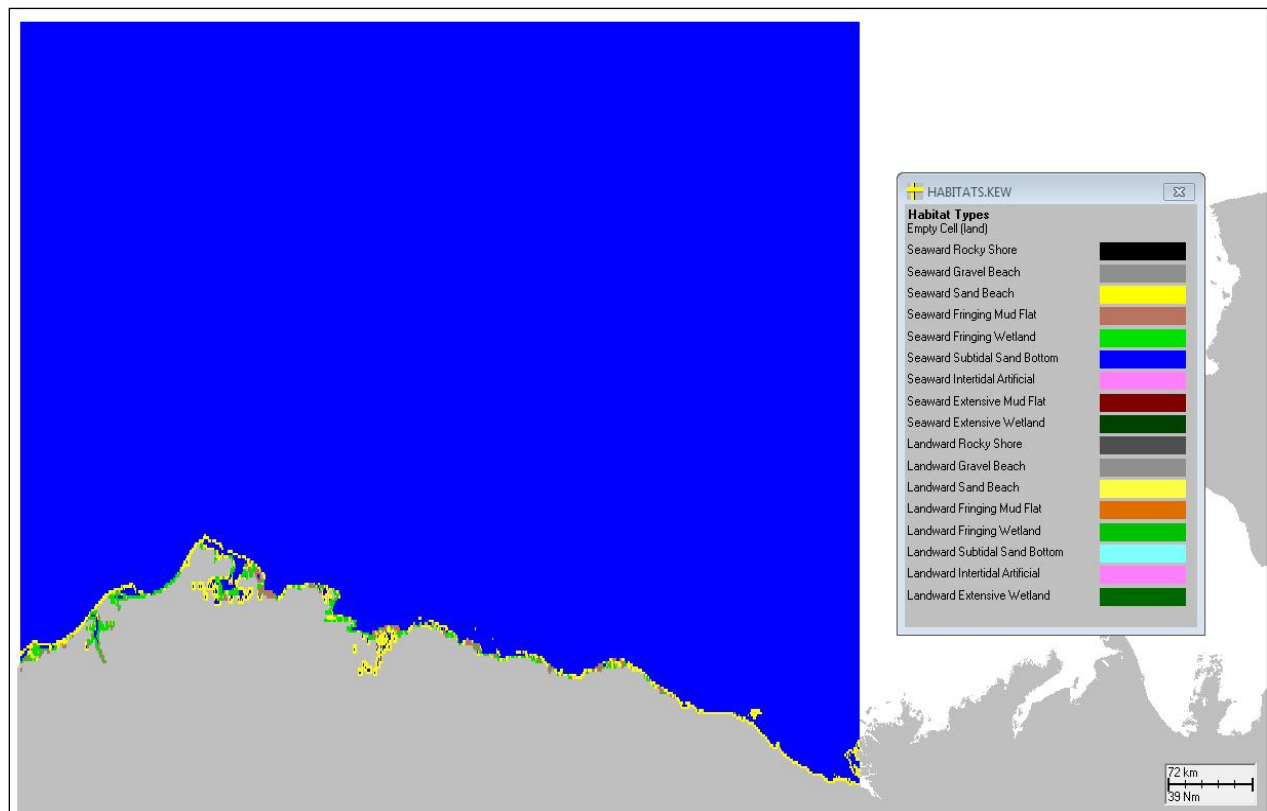 HABITATS.KEW
Habitat Types
Empty Cell (land)
Seaward Rocky Shore
Seaward Gravel Beach
Seaward Sand Beach
Seaward Fringing Mud Flat
Seaward Fringing Wetland
Seaward Subtidal Sand Bottom
Seaward Intertidal Artificial
Seaward Extensive Mud Flat
Seaward Extensive Wetland
Landward Rocky Shore
Landward Gravel Beach
Landward Sand Beach
Landward Fringing Mud Flat
Landward Fringing Wetland
Landward Subtidal Sand Bottom
Landward Intertidal Artificial
Landward Extensive Wetland
72 km
39 Nm